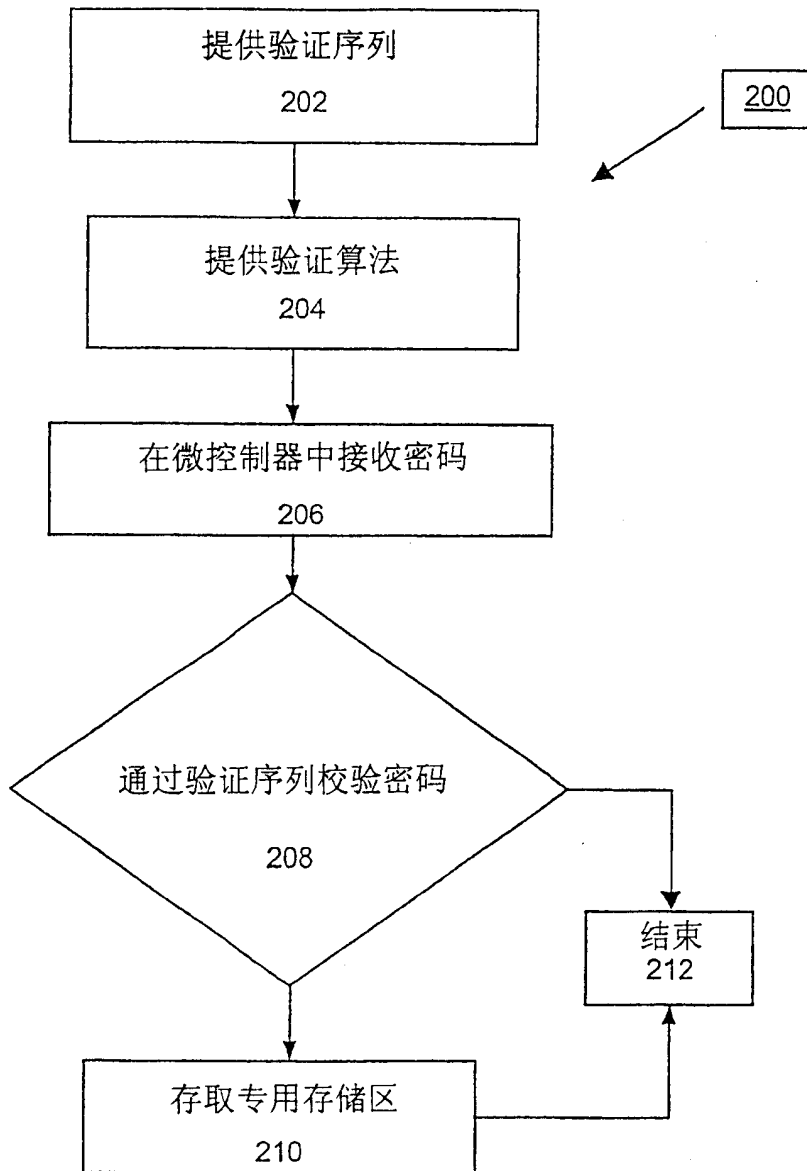 提供验证序列
202
200
提供验证算法
204
在微控制器中接收密码
206
通过验证序列校验密码
208
结束
212
存取专用存储区
210